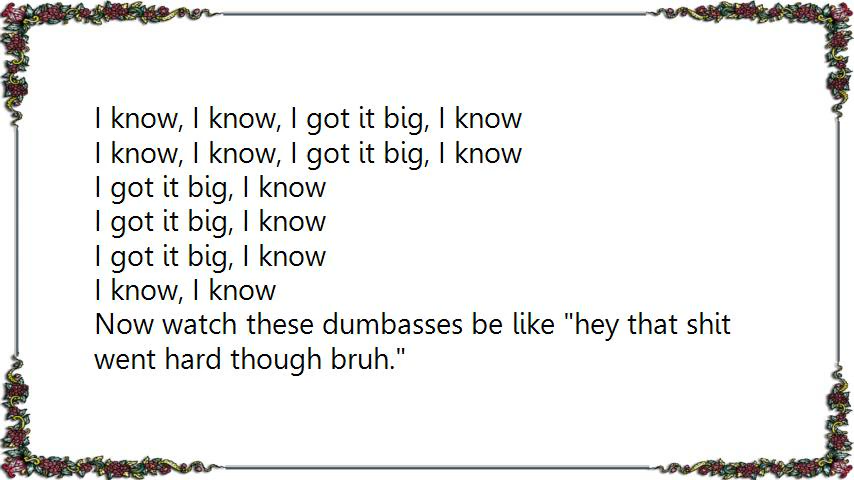 I know, I know, I got it big, I know
I know, I know, I got it big, I know
I got it big, I know
I got it big, I know
I got it big, I know
I know, I know
Now watch these dumbasses be like "hey that shit
went hard though bruh."